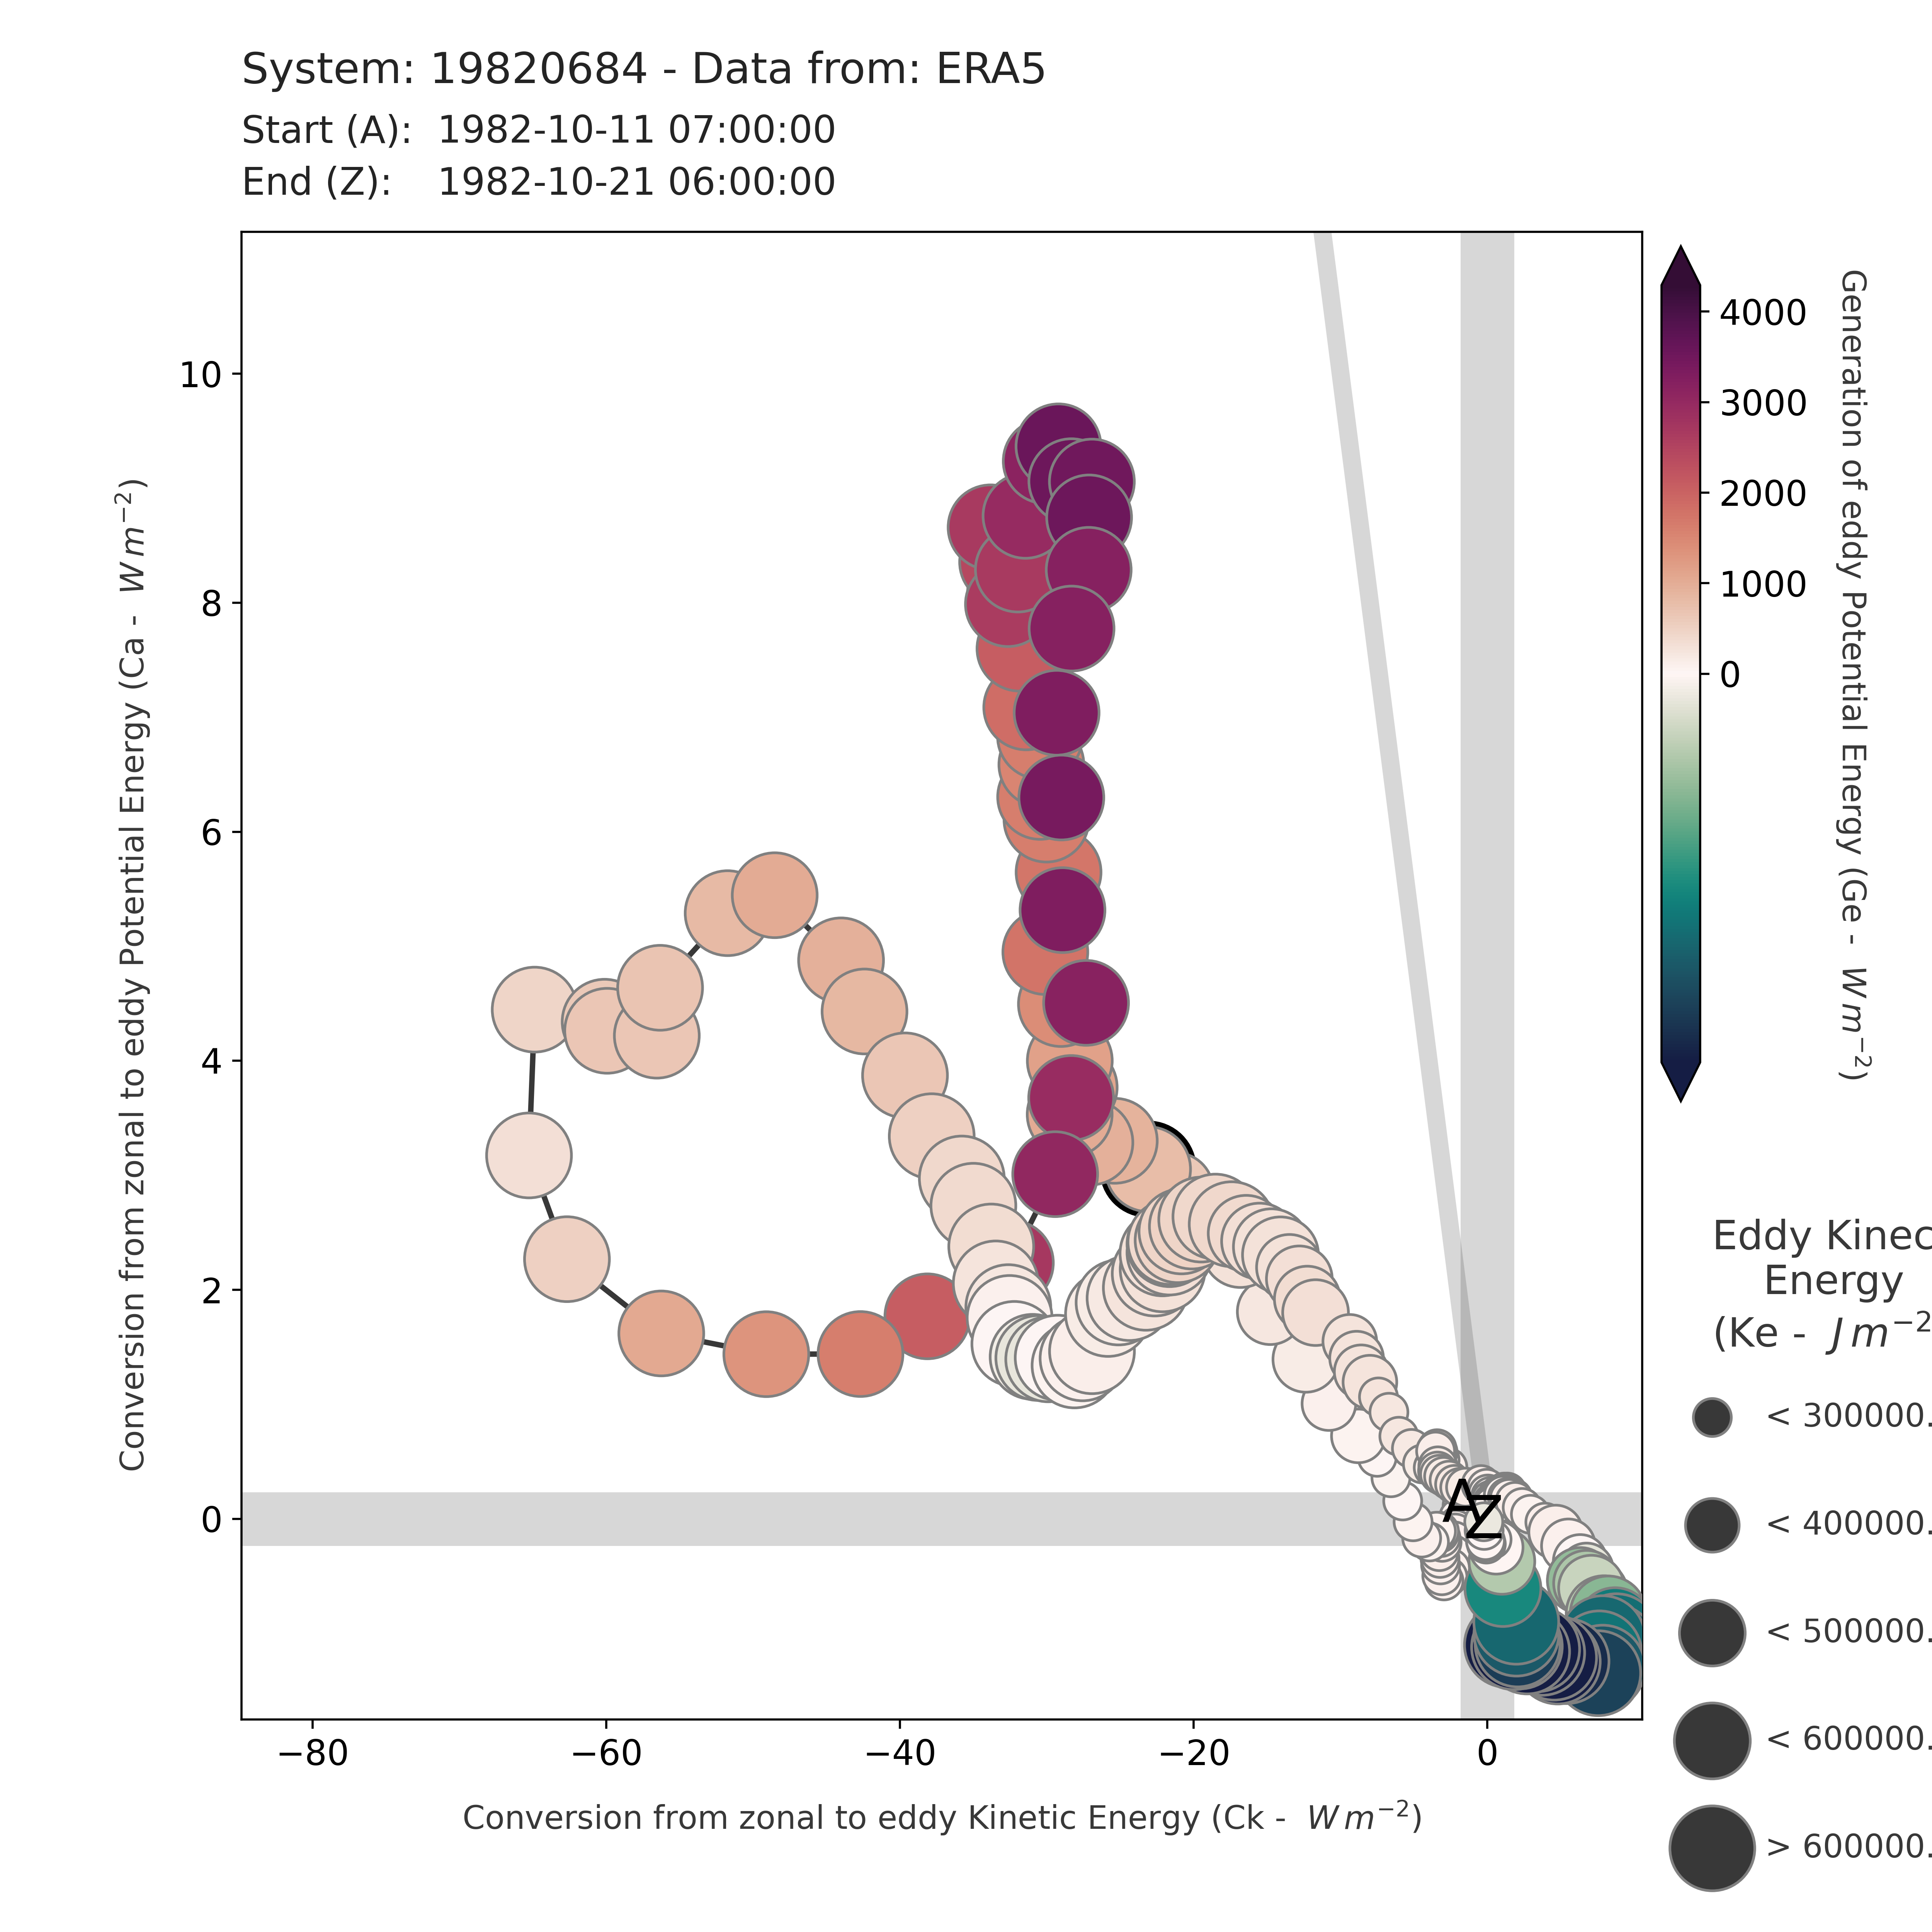 System: 19820684 - Data from: ERA5
Start (A): 1982-10-11 07:00:00
End (Z): 1982-10-21 06:00:00
Conversion from zonal to eddy Potential Energy (Ca - W m⁻²)
10
8
6
4
2
0
−80
−60
−40
−20
0
Conversion from zonal to eddy Kinetic Energy (Ck - W m⁻²)
A
Z
4000
3000
2000
1000
0
Generation of eddy Potential Energy (Ge - W m⁻²)
Eddy Kinec
Energy
(Ke - J m⁻²
< 300000.
< 400000.
< 500000.
< 600000.
> 600000.